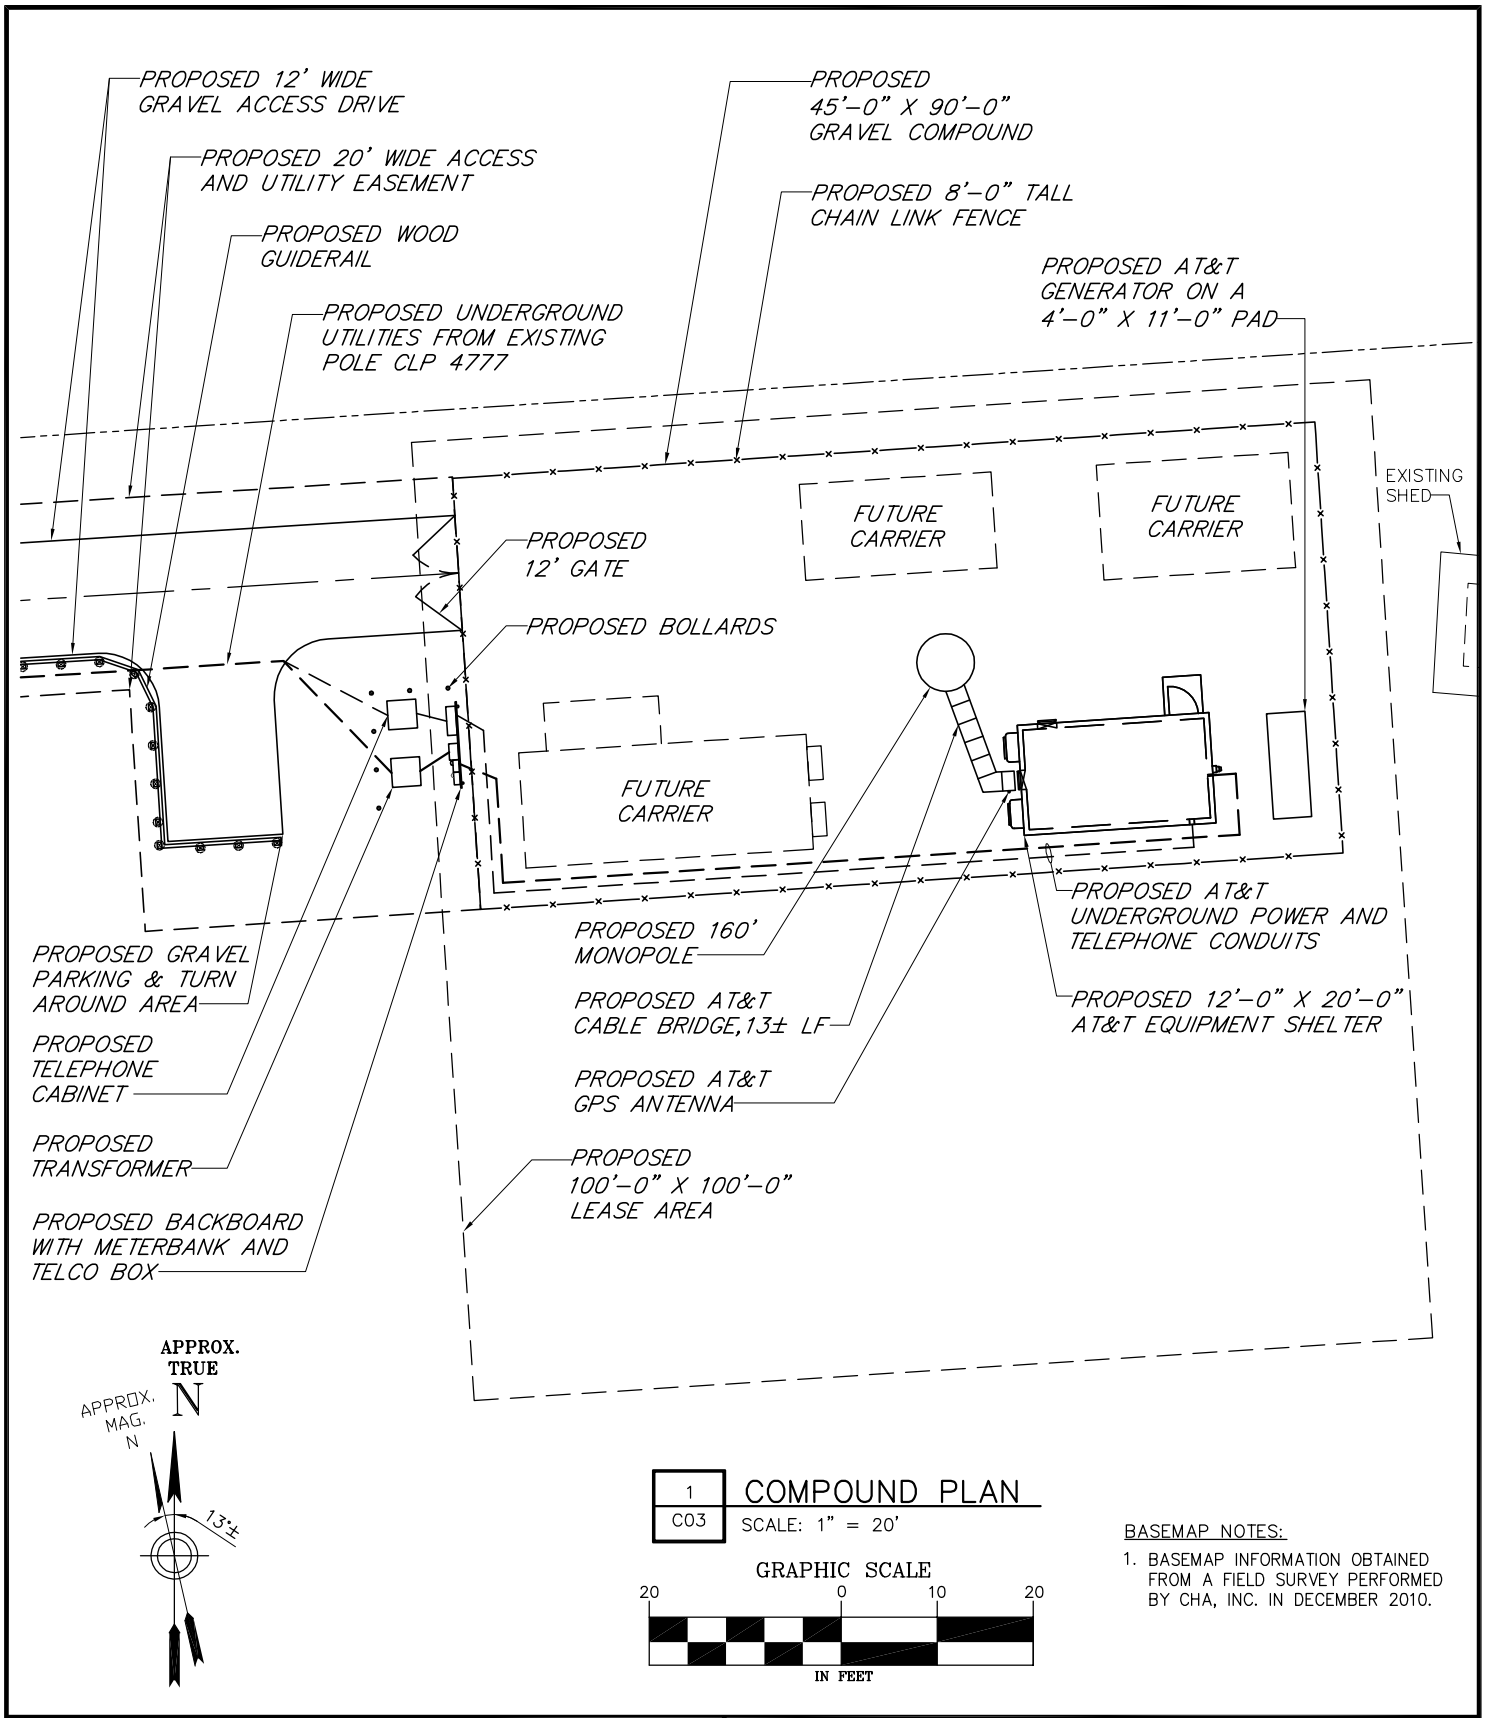 PROPOSED 12' WIDE
GRAVEL ACCESS DRIVE
PROPOSED 20' WIDE ACCESS
AND UTILITY EASEMENT
PROPOSED WOOD
GUIDERAIL
PROPOSED UNDERGROUND
UTILITIES FROM EXISTING
POLE CLP 4777
PROPOSED
45'-0" X 90'-0"
GRAVEL COMPOUND
PROPOSED 8'-0" TALL
CHAIN LINK FENCE
PROPOSED AT&T
GENERATOR ON A
4'-0" X 11'-0" PAD
EXISTING
SHED
FUTURE
CARRIER
FUTURE
CARRIER
PROPOSED
12' GATE
PROPOSED BOLLARDS
FUTURE
CARRIER
PROPOSED GRAVEL
PARKING & TURN
AROUND AREA
PROPOSED
TELEPHONE
CABINET
PROPOSED
TRANSFORMER
PROPOSED BACKBOARD
WITH METERBANK AND
TELCO BOX
PROPOSED 160'
MONOPOLE
PROPOSED AT&T
CABLE BRIDGE,13± LF
PROPOSED AT&T
GPS ANTENNA
PROPOSED
100'-0" X 100'-0"
LEASE AREA
PROPOSED AT&T
UNDERGROUND POWER AND
TELEPHONE CONDUITS
PROPOSED 12'-0" X 20'-0"
AT&T EQUIPMENT SHELTER
APPROX.
TRUE
N
APPROX.
MAG.
N
13°±
1
C03
COMPOUND PLAN
SCALE: 1" = 20'
GRAPHIC SCALE
20 0 10 20
IN FEET
BASEMAP NOTES:
1. BASEMAP INFORMATION OBTAINED
FROM A FIELD SURVEY PERFORMED
BY CHA, INC. IN DECEMBER 2010.